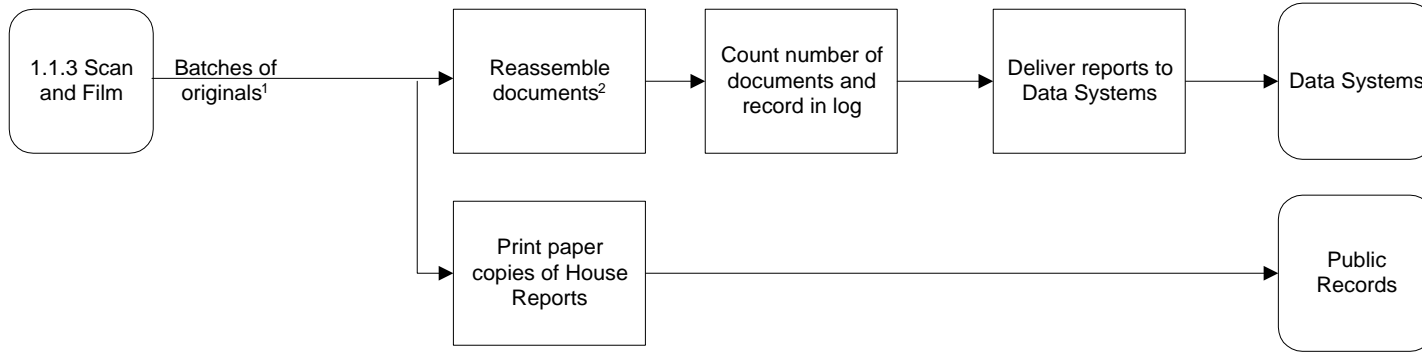 1.1.3 Scan
and Film
Batches of
originals¹
Reassemble
documents²
Count number of
documents and
record in log
Deliver reports to
Data Systems
Data Systems
Print paper
copies of House
Reports
Public
Records